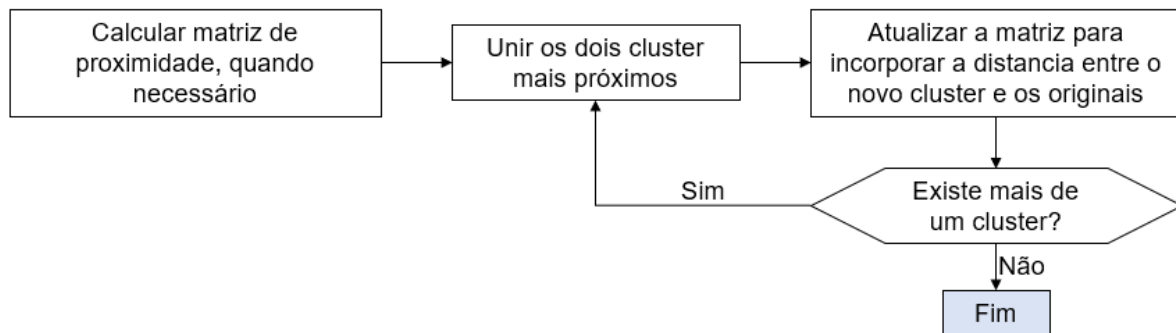 Calcular matriz de
proximidade, quando
necessário
Unir os dois cluster
mais próximos
Atualizar a matriz para
incorporar a distancia entre o
novo cluster e os originais
Sim
Existe mais de
um cluster?
Não
Fim